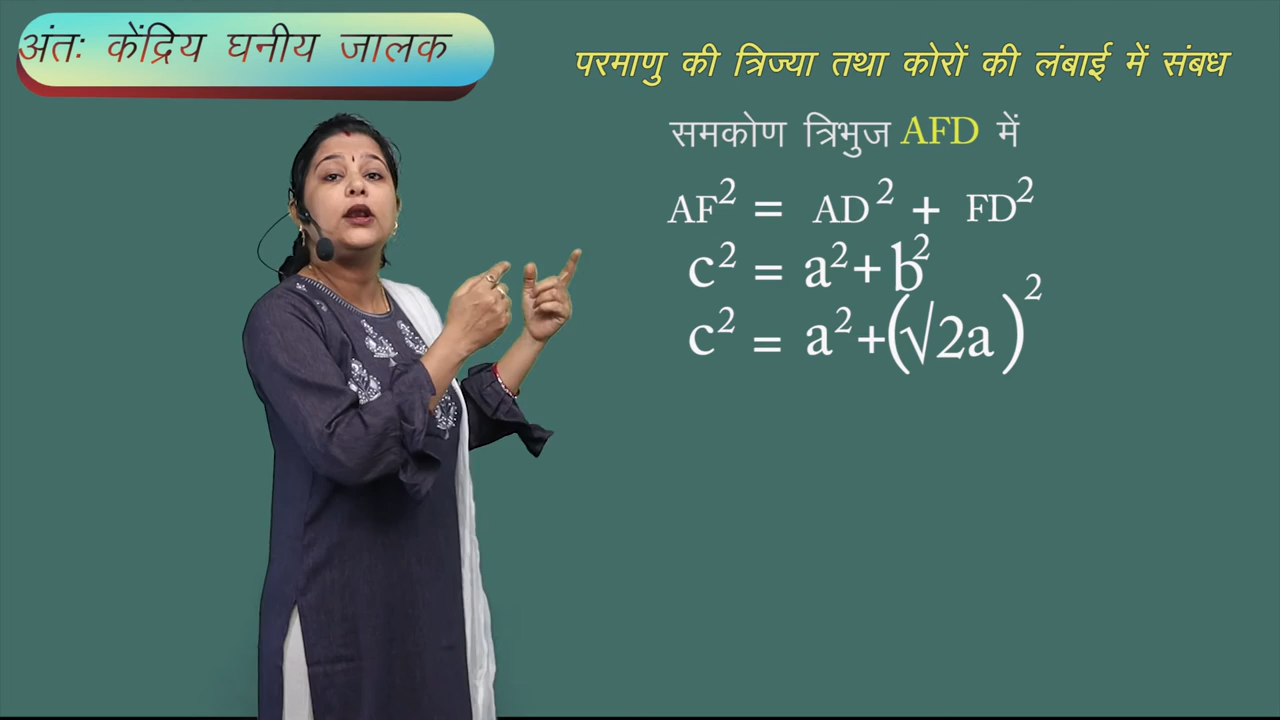 अंतः केंद्रिय घनीय जालक
परमाणु की त्रिज्या तथा कोरों की लंबाई में संबध
समकोण त्रिभुज AFD में
AF² = AD² + FD²
c² = a² + b²
c² = a² + (√2a)²